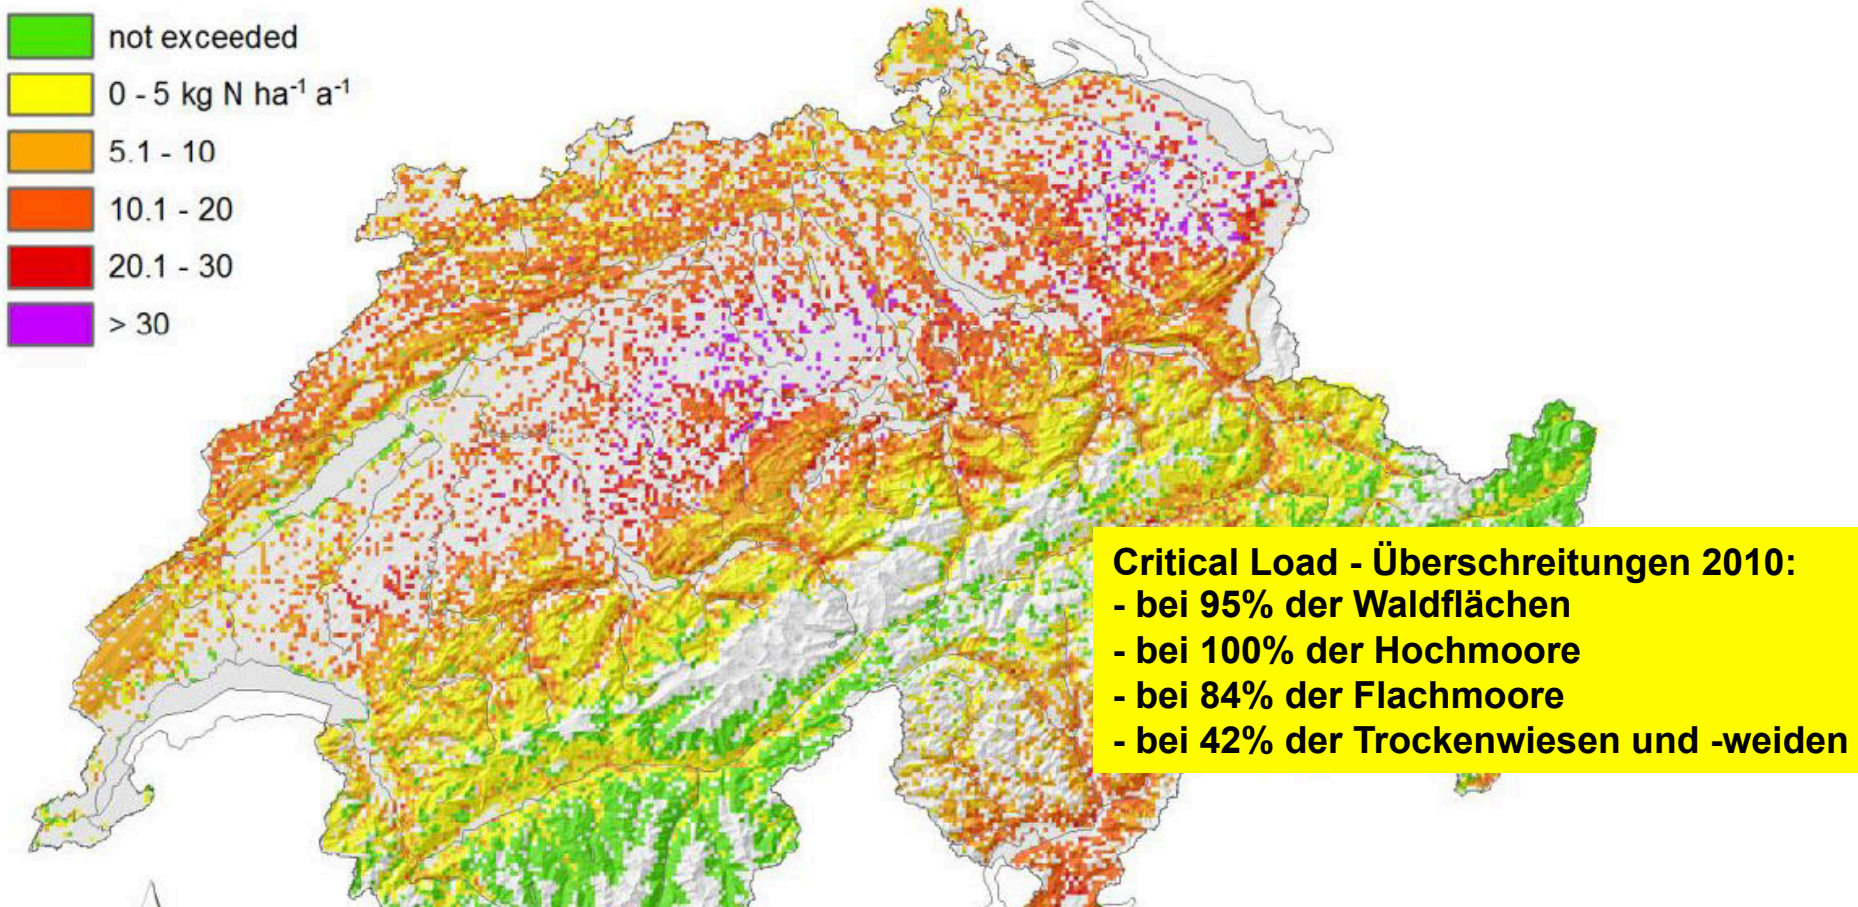 not exceeded
0 - 5 kg N ha⁻¹ a⁻¹
5.1 - 10
10.1 - 20
20.1 - 30
> 30
Critical Load - Überschreitungen 2010:
- bei 95% der Waldflächen
- bei 100% der Hochmoore
- bei 84% der Flachmoore
- bei 42% der Trockenwiesen und -weiden